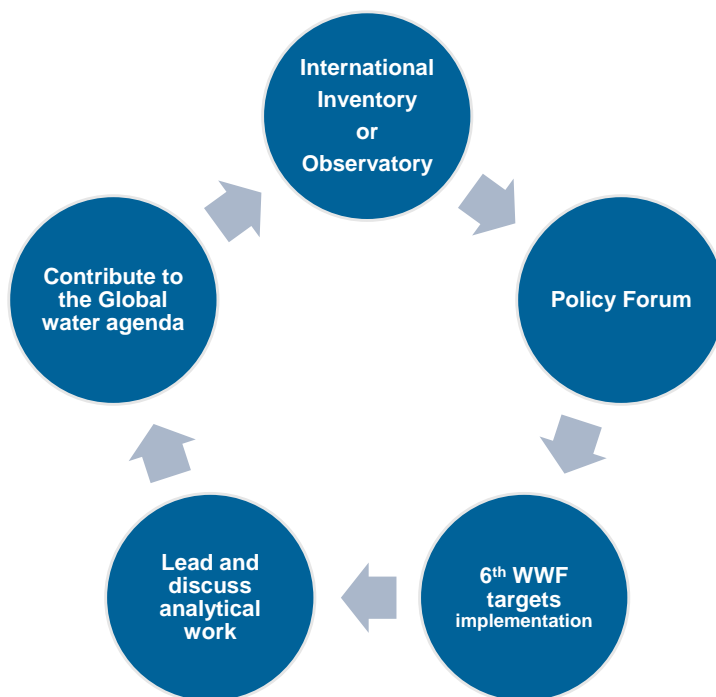 International
Inventory
or
Observatory
Policy Forum
6th WWF
targets
implementation
Lead and
discuss
analytical
work
Contribute to
the Global
water agenda